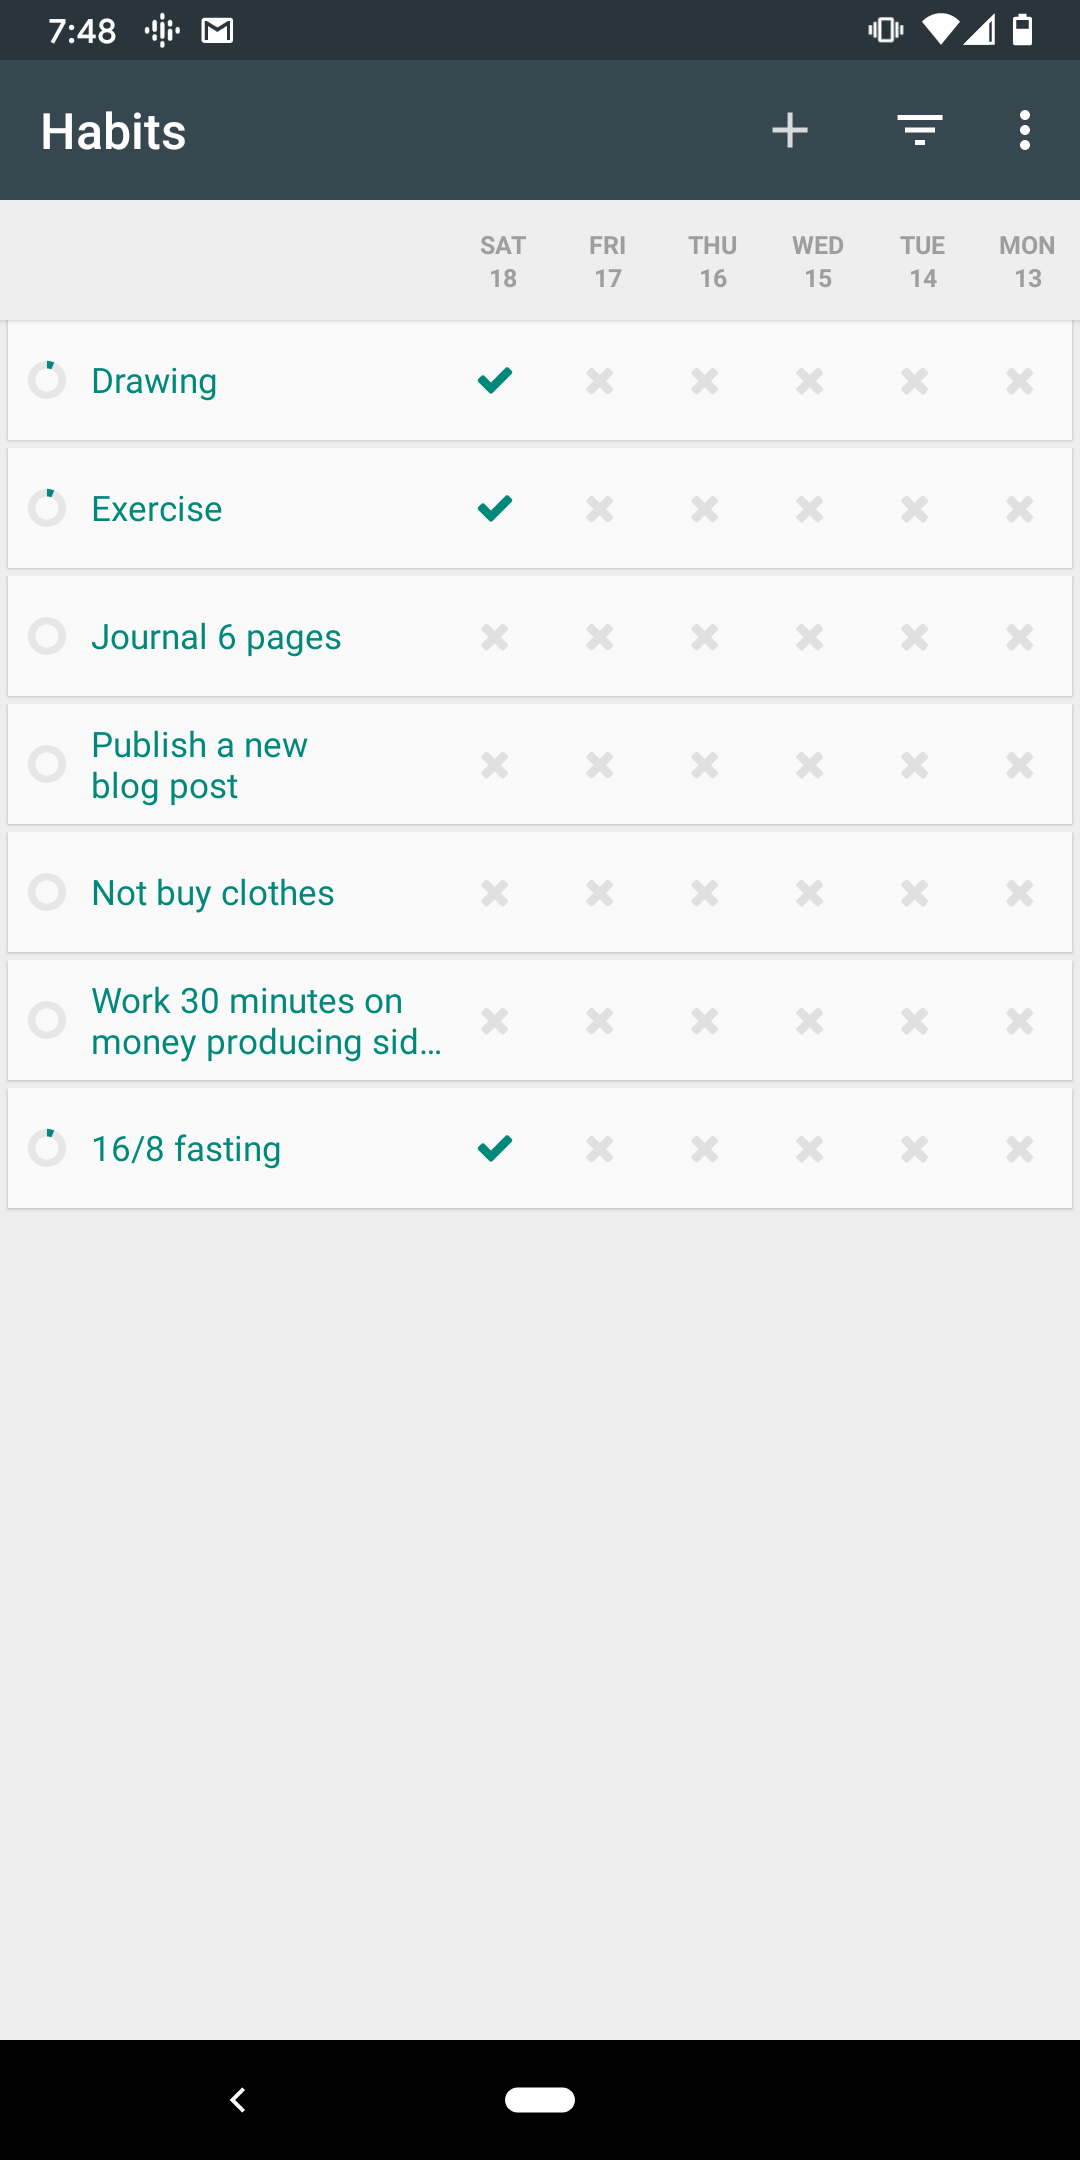 7:48
Habits
SAT FRI THU WED TUE MON
18 17 16 15 14 13
Drawing
Exercise
Journal 6 pages
Publish a new
blog post
Not buy clothes
Work 30 minutes on
money producing sid...
16/8 fasting